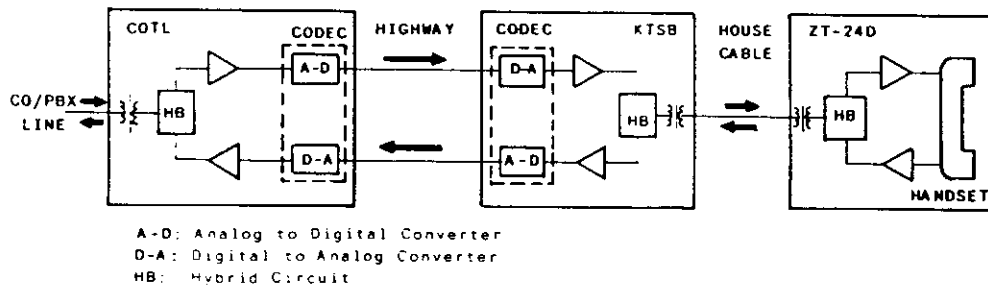 COTL
CODEC
HIGHWAY
CODEC
KTSB
HOUSE
CABLE
ZT-24D
A-D
D-A
CO/PBX
LINE
HB
HB
HB
D-A
A-D
HANDSET
A-D: Analog to Digital Converter
D-A: Digital to Analog Converter
HB: Hybrid Circuit